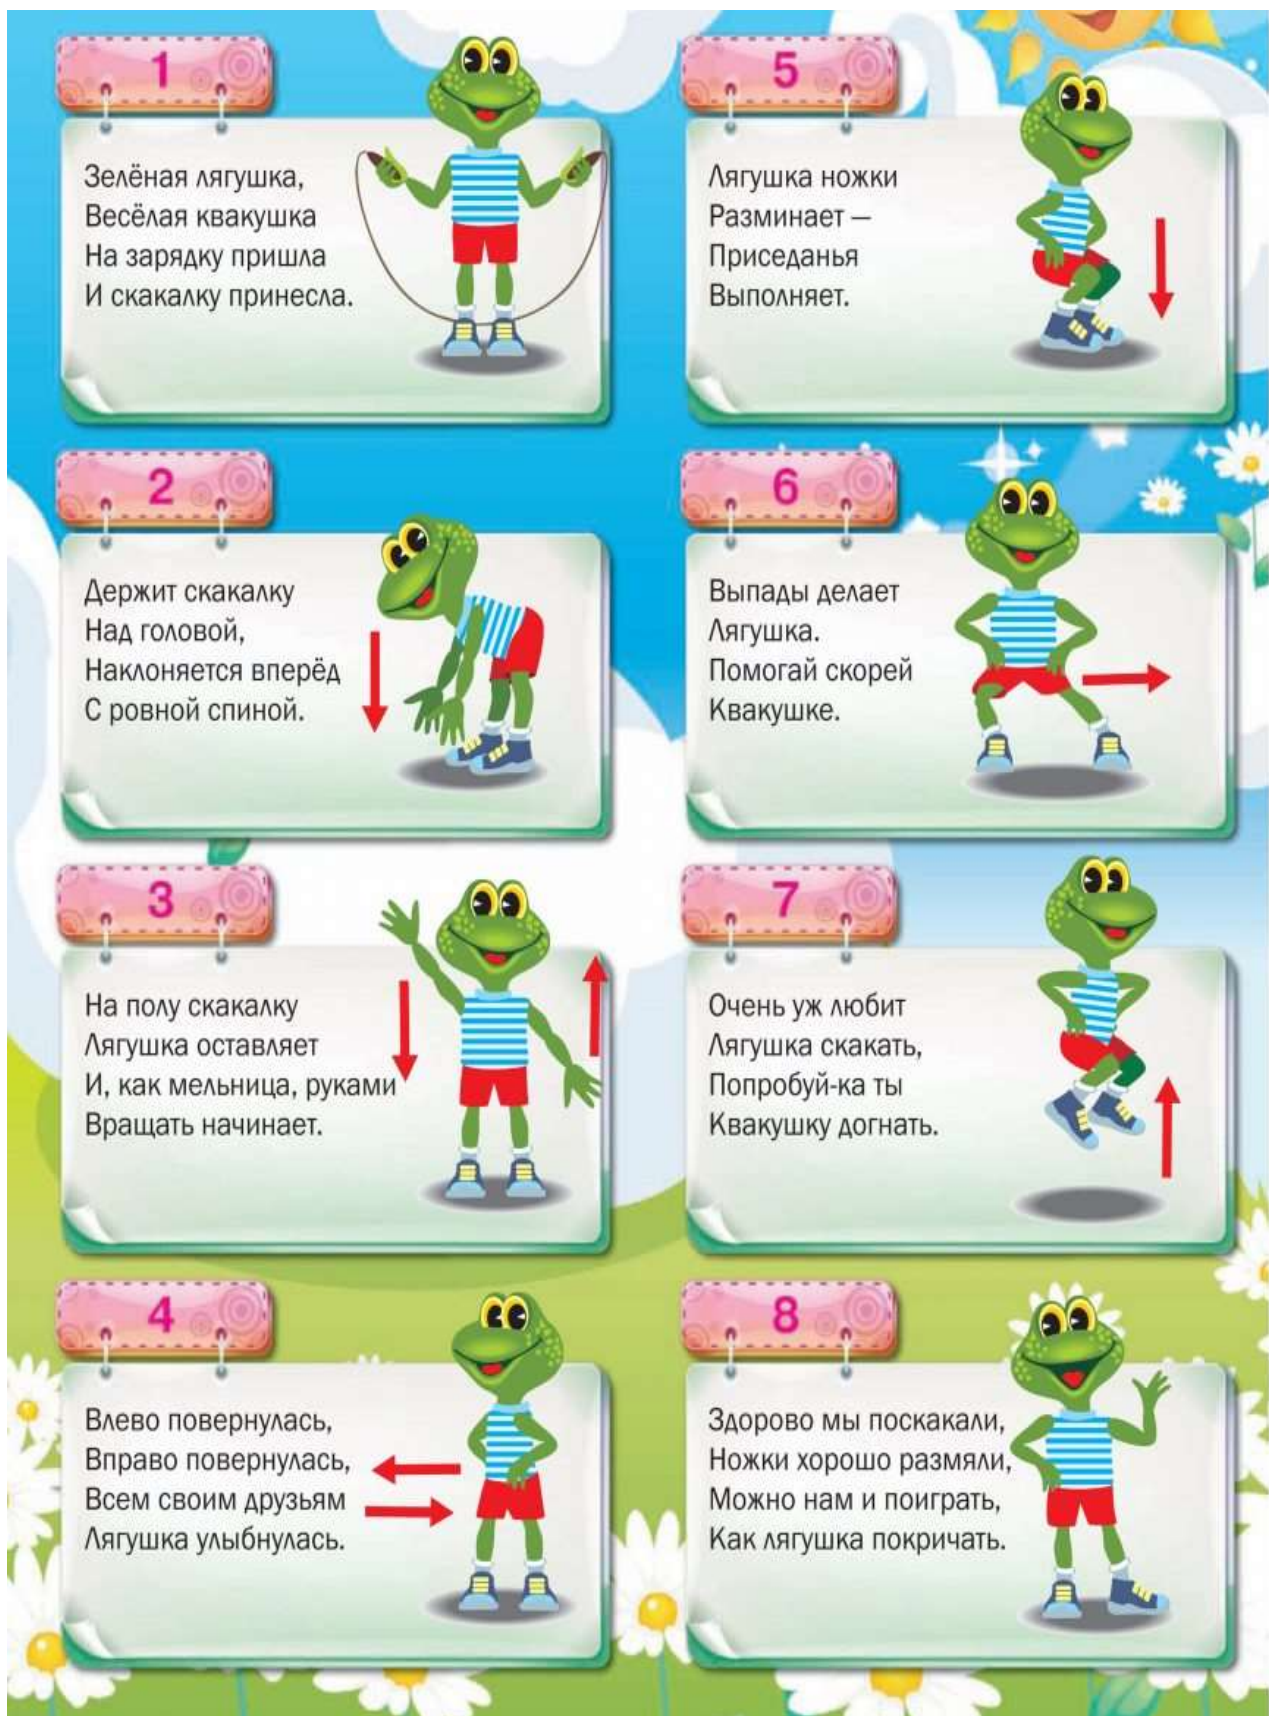 1
Зелёная лягушка,
Весёлая квакушка
На зарядку пришла
И скакалку принесла.
2
Держит скакалку
Над головой,
Наклоняется вперёд
С ровной спиной.
3
На полу скакалку
Лягушка оставляет
И, как мельница, руками
Вращать начинает.
4
Влево повернулась,
Вправо повернулась,
Всем своим друзьям
Лягушка улыбнулась.
5
Лягушка ножки
Разминает —
Приседанья
Выполняет.
6
Выпады делает
Лягушка.
Помогай скорей
Квакушке.
7
Очень уж любит
Лягушка скакать,
Попробуй-ка ты
Квакушку догнать.
8
Здорово мы поскакали,
Ножки хорошо размяли,
Можно нам и поиграть,
Как лягушка покричать.